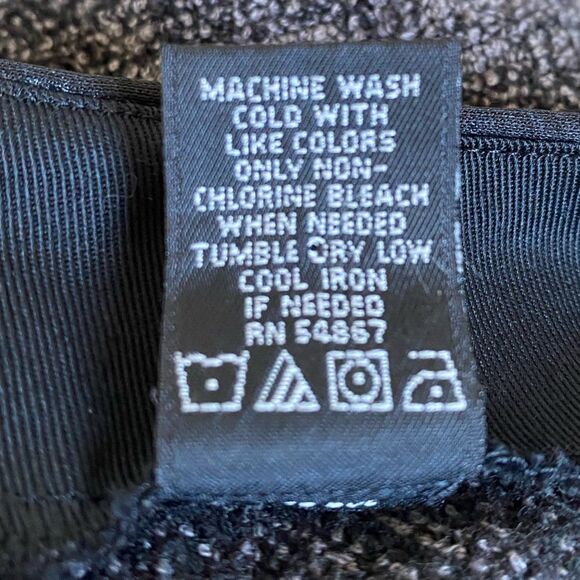 MACHINE WASH
COLD WITH
LIKE COLORS
ONLY NON-
CHLORINE BLEACH
WHEN NEEDED
TUMBLE DRY LOW
COOL IRON
IF NEEDED
RN 54867